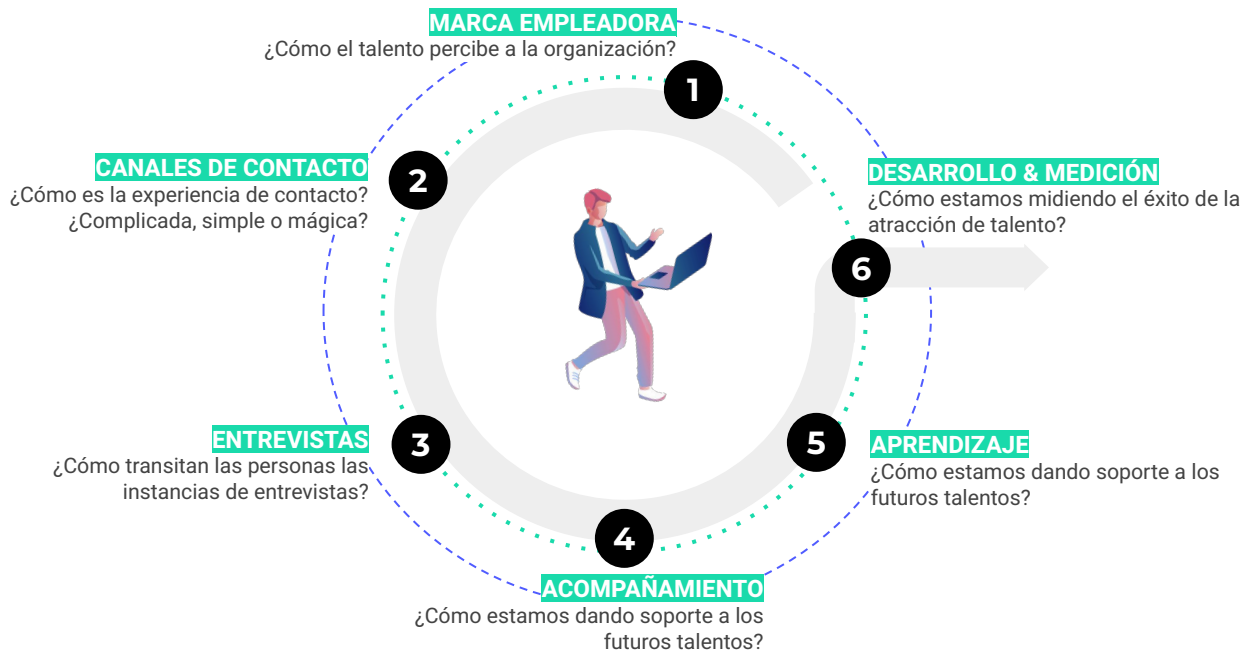 MARCA EMPLEADORA
¿Cómo el talento percibe a la organización?
1
CANALES DE CONTACTO
¿Cómo es la experiencia de contacto?
¿Complicada, simple o mágica?
2
ENTREVISTAS
¿Cómo transitan las personas las
instancias de entrevistas?
3
4
ACOMPAÑAMIENTO
¿Cómo estamos dando soporte a los
futuros talentos?
5
APRENDIZAJE
¿Cómo estamos dando soporte a los
futuros talentos?
6
DESARROLLO & MEDICIÓN
¿Cómo estamos midiendo el éxito de la
atracción de talento?